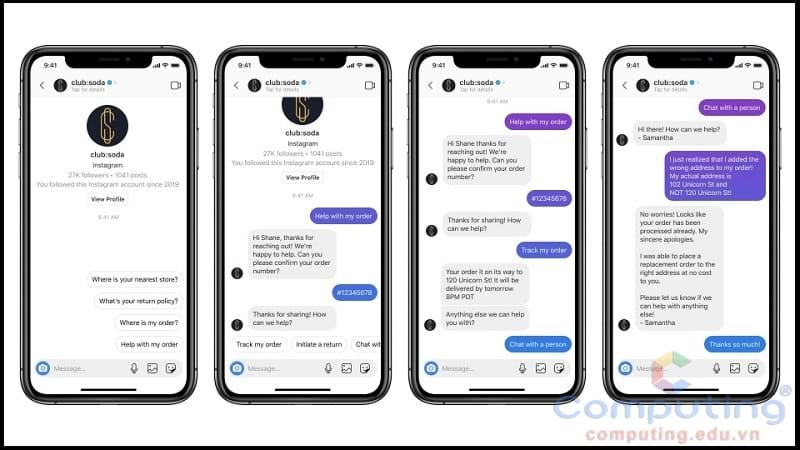 9:41
club:soda
Tap for details
club:soda
Instagram
27K followers • 1041 posts
You followed this Instagram account since 2019
View Profile
9:41 AM
Where is your nearest store?
What's your return policy?
Where is my order?
Help with my order
Message...
9:41
club:soda
Tap for details
club:soda
Instagram
27K followers • 1041 posts
You followed this Instagram account since 2019
View Profile
9:41 AM
Help with my order
Hi Shane, thanks for
reaching out! We're
happy to help. Can you
please confirm your order
number?
#12345678
Thanks for sharing! How
can we help?
Track my order
Initiate a return
Chat wit
Message...
9:41
club:soda
Tap for details
9:41 AM
Help with my order
Hi Shane thanks for
reaching out! We're
happy to help. Can you
please confirm your order
number?
#12345678
Thanks for sharing! How
can we help?
Track my order
Your order it on its way to
120 Unicorn St! It will be
delivered by tomorrow
8PM PDT
Anything else we can help
you with?
Chat with a person
Message...
9:41
club:soda
Tap for details
Chat with a person
Hi there! How can we help?
- Samantha
I just realized that I added the
wrong address to my order!
My actual address is
102 Unicorn St and
NOT 120 Unicorn St!
No worries! Looks like
your order has been
processed already. My
sincere apologies.
I was able to place a
replacement order to the
right address at no cost
to you.
Please let us know if we
can help with anything
else!
- Samantha
Thanks so much!
Message...
Computing®
computing.edu.vn